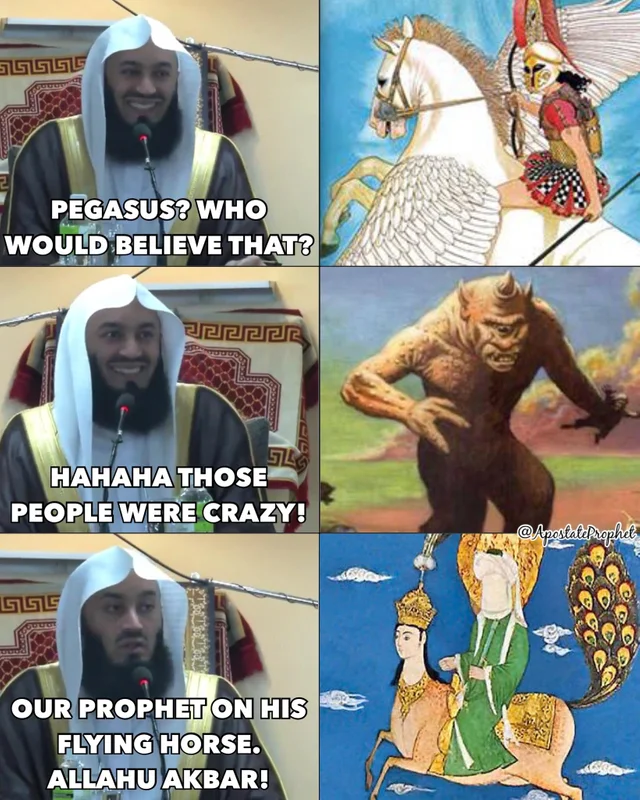 PEGASUS? WHO
WOULD BELIEVE THAT?
HAHAHA THOSE
PEOPLE WERE CRAZY!
@ApostateProphet
OUR PROPHET ON HIS
FLYING HORSE.
ALLAHU AKBAR!